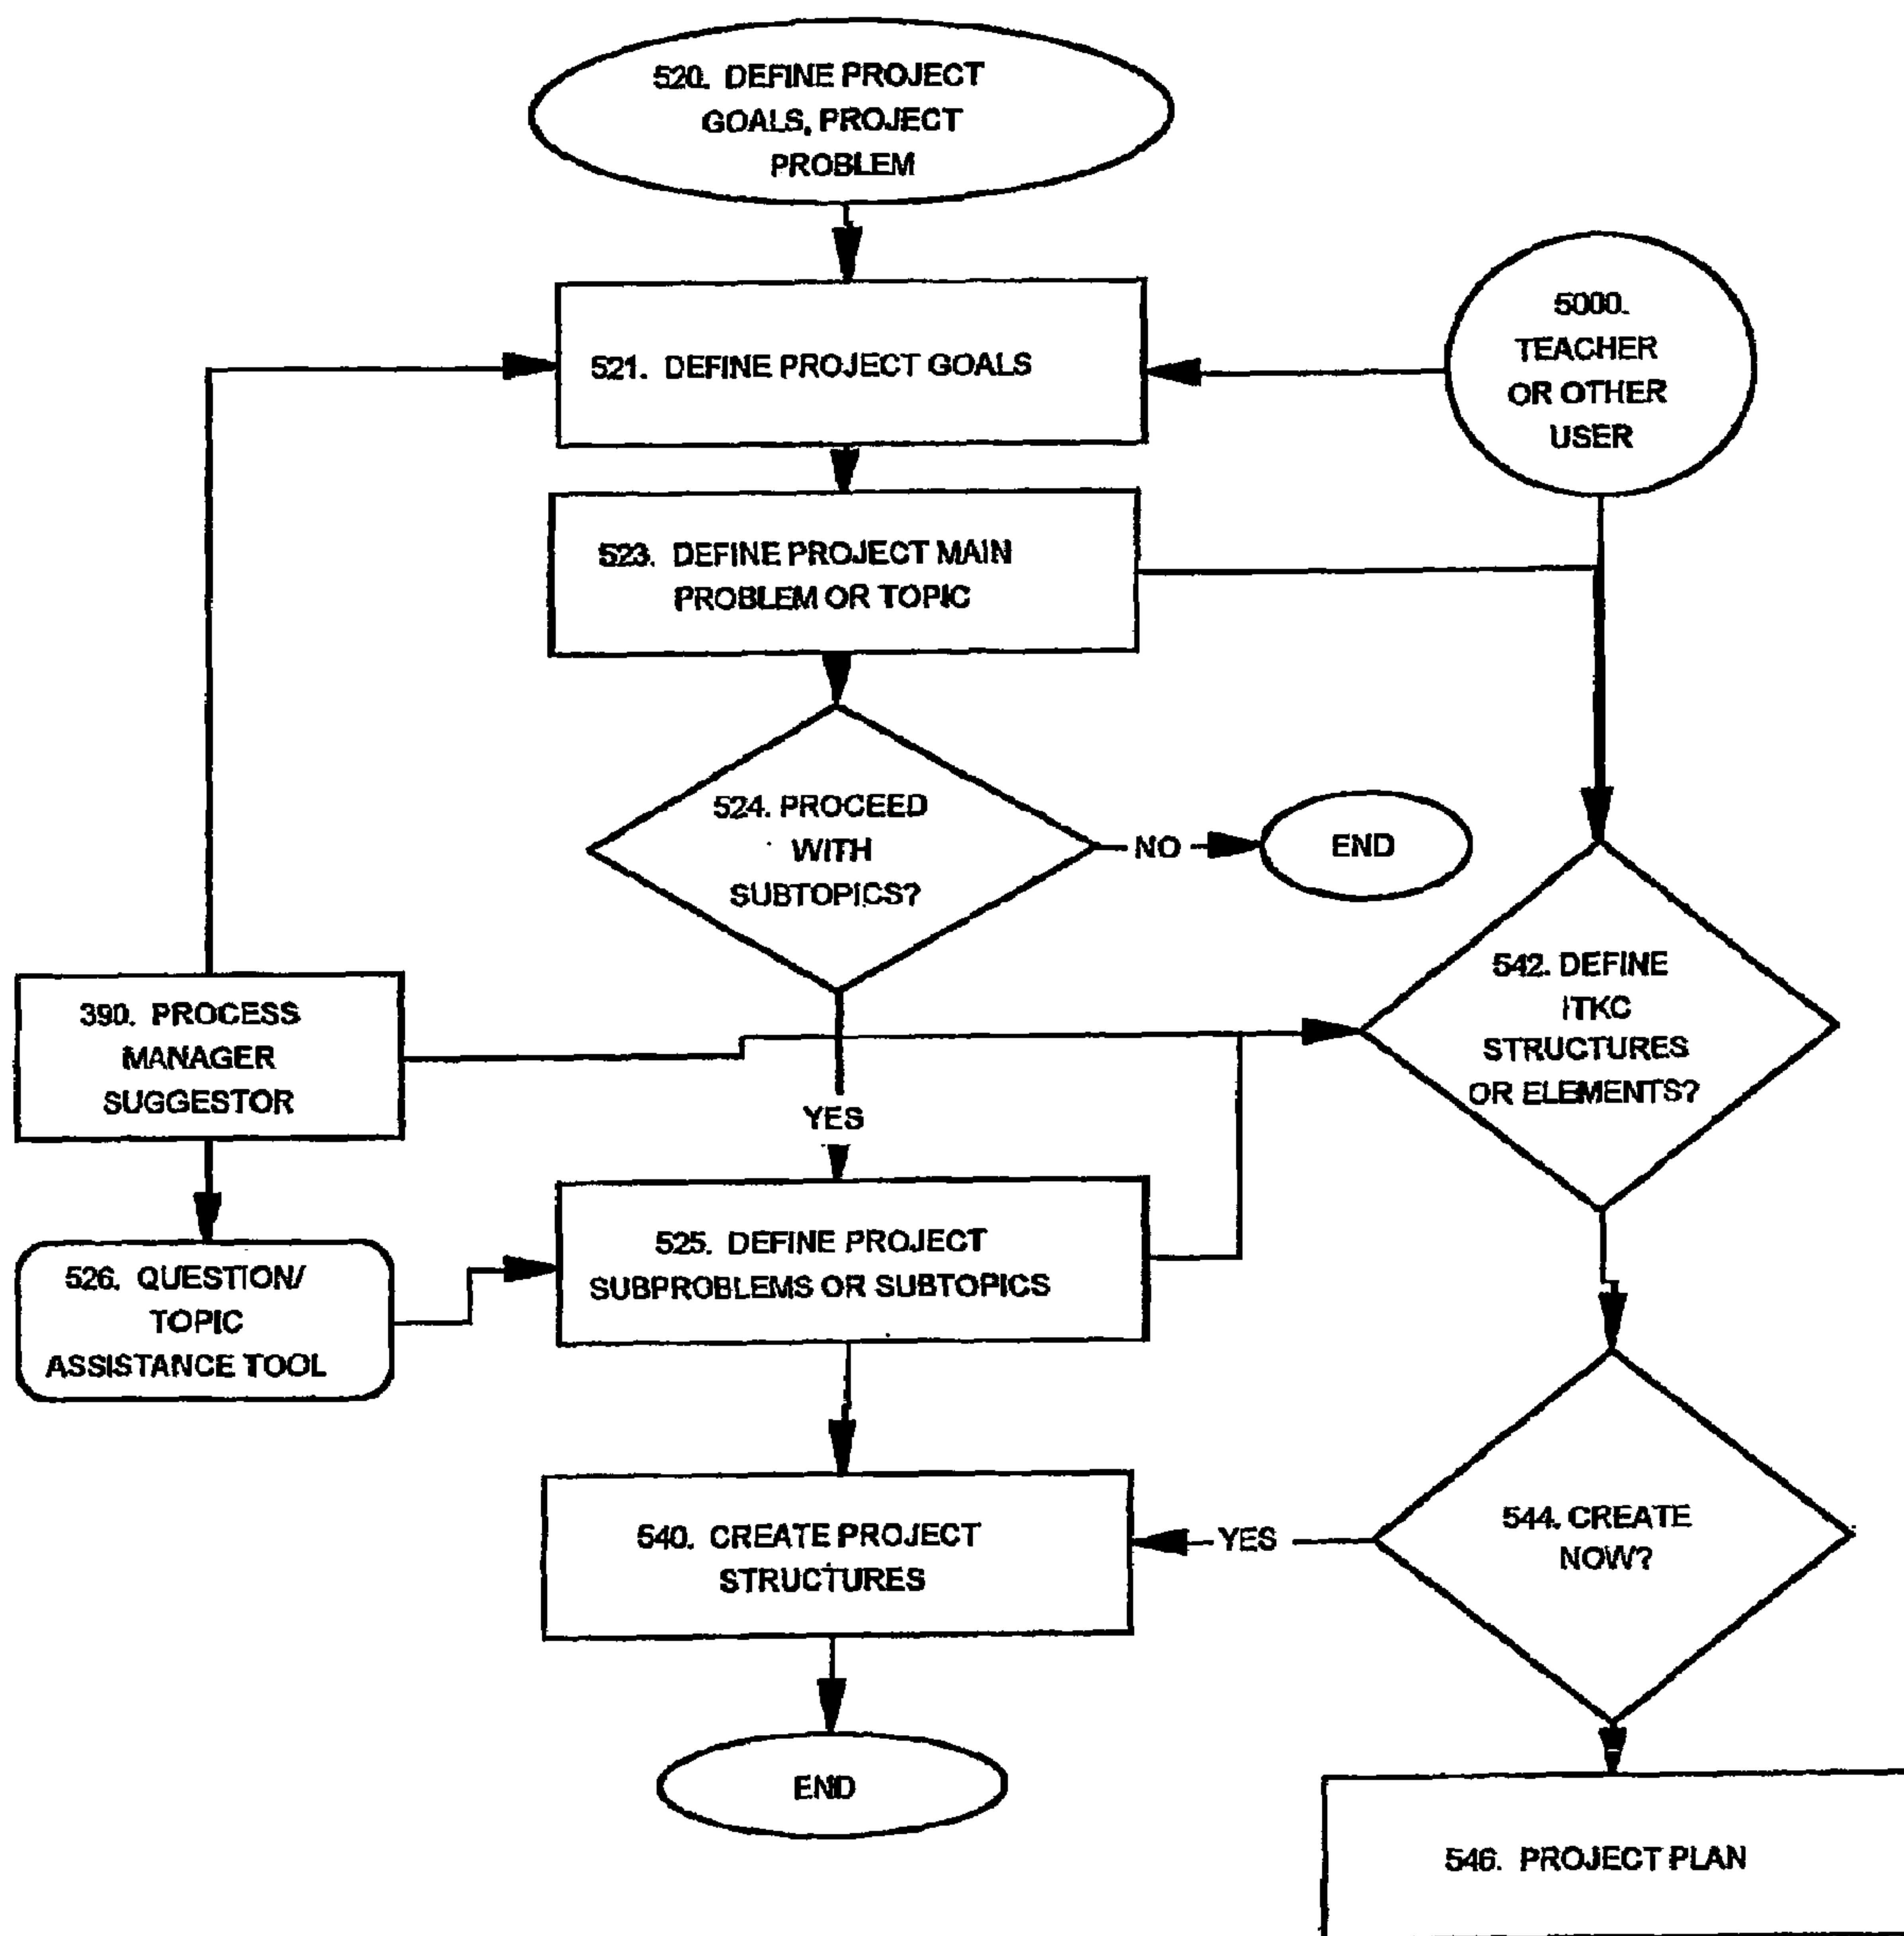 520. DEFINE PROJECT
GOALS, PROJECT
PROBLEM
5000.
TEACHER
OR OTHER
USER
521. DEFINE PROJECT GOALS
523. DEFINE PROJECT MAIN
PROBLEM OR TOPIC
524. PROCEED
WITH
SUBTOPICS?
NO
END
542. DEFINE
ITKC
STRUCTURES
OR ELEMENTS?
390. PROCESS
MANAGER
SUGGESTOR
YES
525. DEFINE PROJECT
SUBPROBLEMS OR SUBTOPICS
526. QUESTION/
TOPIC
ASSISTANCE TOOL
540. CREATE PROJECT
STRUCTURES
YES
544. CREATE
NOW?
END
546. PROJECT PLAN